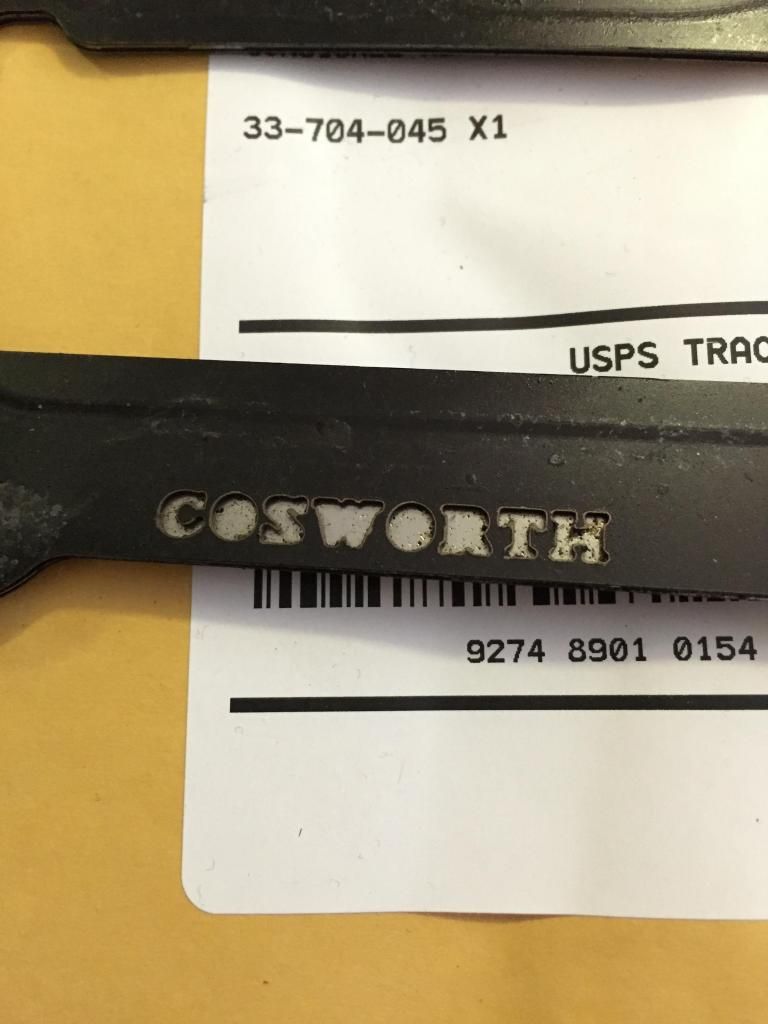 33-704-045 X1
USPS TRAC
COSWORTH
9274 8901 0154